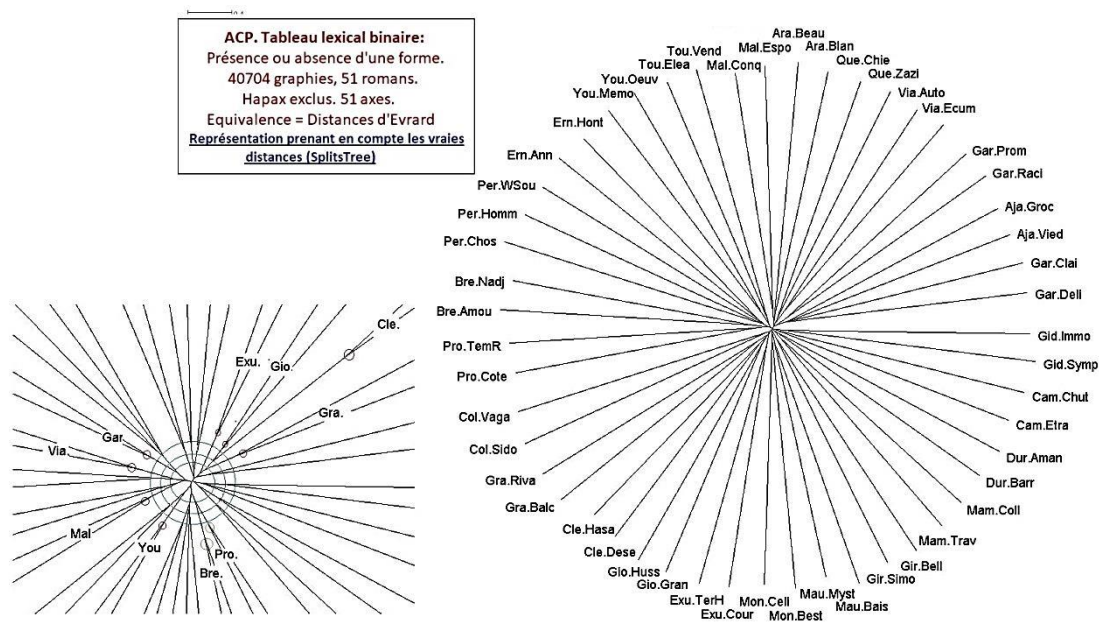 ACP. Tableau lexical binaire:
Présence ou absence d'une forme.
40704 graphies, 51 romans.
Hapax exclus. 51 axes.
Equivalence = Distances d'Evrard
Représentation prenant en compte les vraies
distances (SplitsTree)
Ara.Beau
Ara.Blan
Que.Chie
Que.Zazi
Via.Auto
Via.Ecum
Gar.Prom
Gar.Raci
Aja.Groc
Aja.Vied
Gar.Clai
Gar.Deli
Gid.Immo
Gid.Symp
Cam.Chut
Cam.Etra
Dur.Aman
Dur.Barr
Mam.Coll
Mam.Trav
Gir.Bell
Gir.Simo
Mau.Bais
Mau.Myst
Mon.Best
Mon.Cell
Exu.Cour
Exu.TerH
Gio.Gran
Gio.Huss
Cle.Dese
Cle.Hasa
Gra.Balc
Gra.Riva
Col.Sido
Col.Vaga
Pro.Cote
Pro.TemR
Bre.Amou
Bre.Nadj
Per.Chos
Per.Homm
Per.WSou
Ern.Ann
Ern.Hont
You.Memo
You.Oeuv
Tou.Elea
Tou.Vend
Mal.Conq
Mal.Espo
Cle.
Exu.
Gio.
Gra.
Gar
Via.
Mal
You
Pro.
Bre.